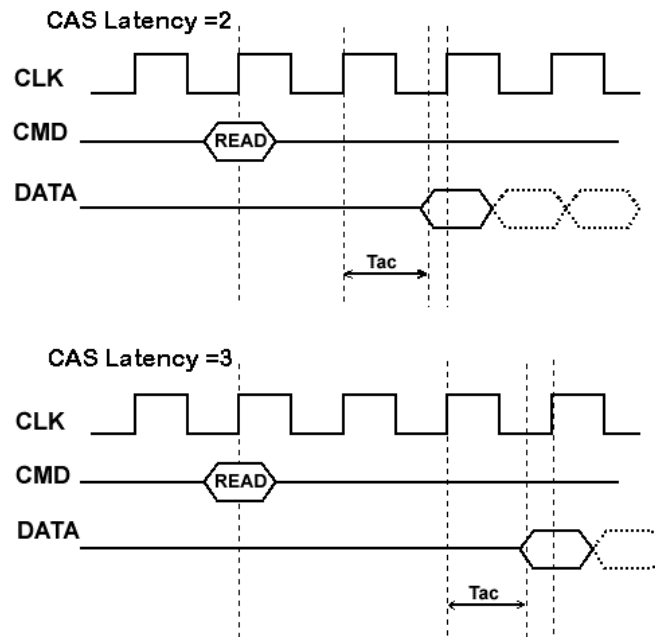 CAS Latency =2
CLK
CMD READ
DATA
Tac
CAS Latency =3
CLK
CMD READ
DATA
Tac